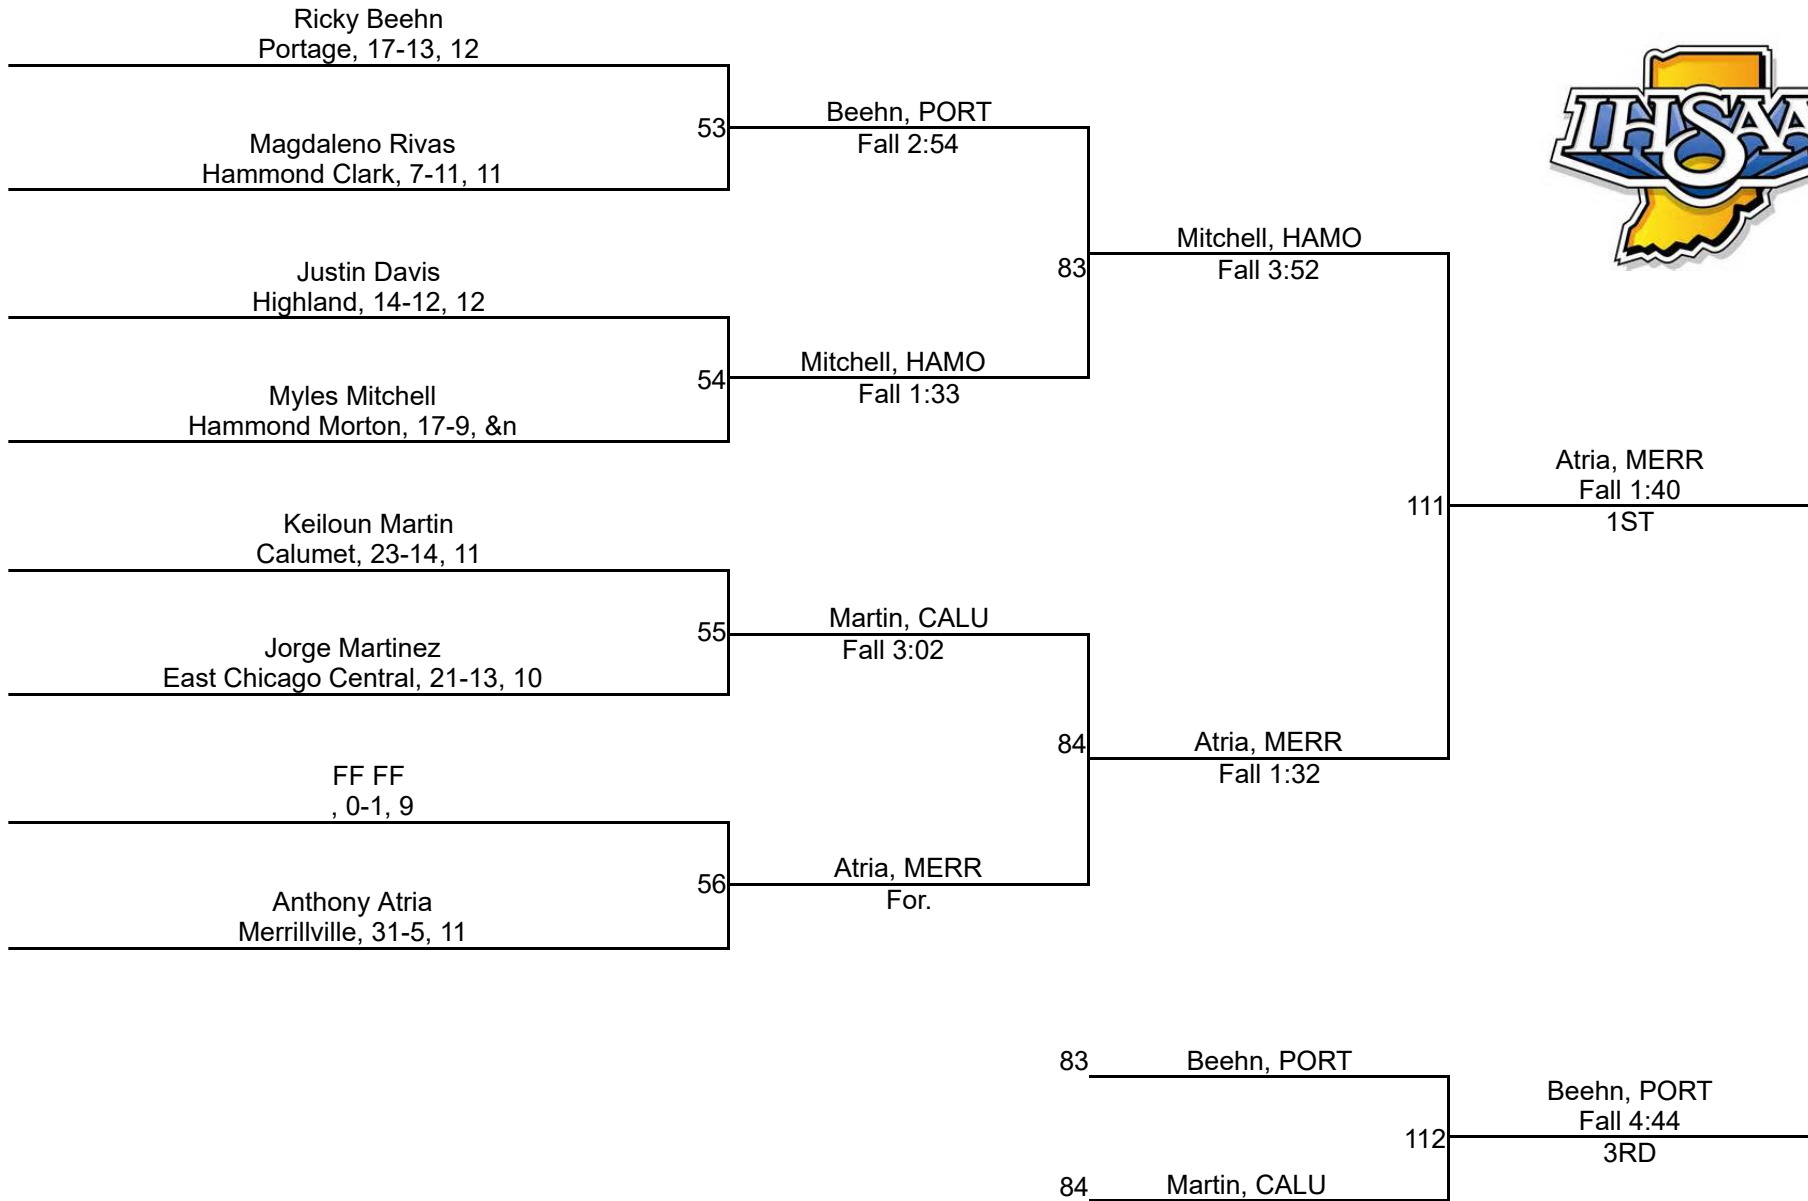 Ricky Beehn
Portage, 17-13, 12
53
Magdaleno Rivas
Hammond Clark, 7-11, 11
Beehn, PORT
Fall 2:54
Justin Davis
Highland, 14-12, 12
54
Myles Mitchell
Hammond Morton, 17-9, &n
Mitchell, HAMO
Fall 1:33
83
Mitchell, HAMO
Fall 3:52
Keiloun Martin
Calumet, 23-14, 11
55
Jorge Martinez
East Chicago Central, 21-13, 10
Martin, CALU
Fall 3:02
FF FF
, 0-1, 9
56
Anthony Atria
Merrillville, 31-5, 11
Atria, MERR
For.
84
Atria, MERR
Fall 1:32
111
Atria, MERR
Fall 1:40
1ST
IHSAA
83
Beehn, PORT
84
Martin, CALU
112
Beehn, PORT
Fall 4:44
3RD